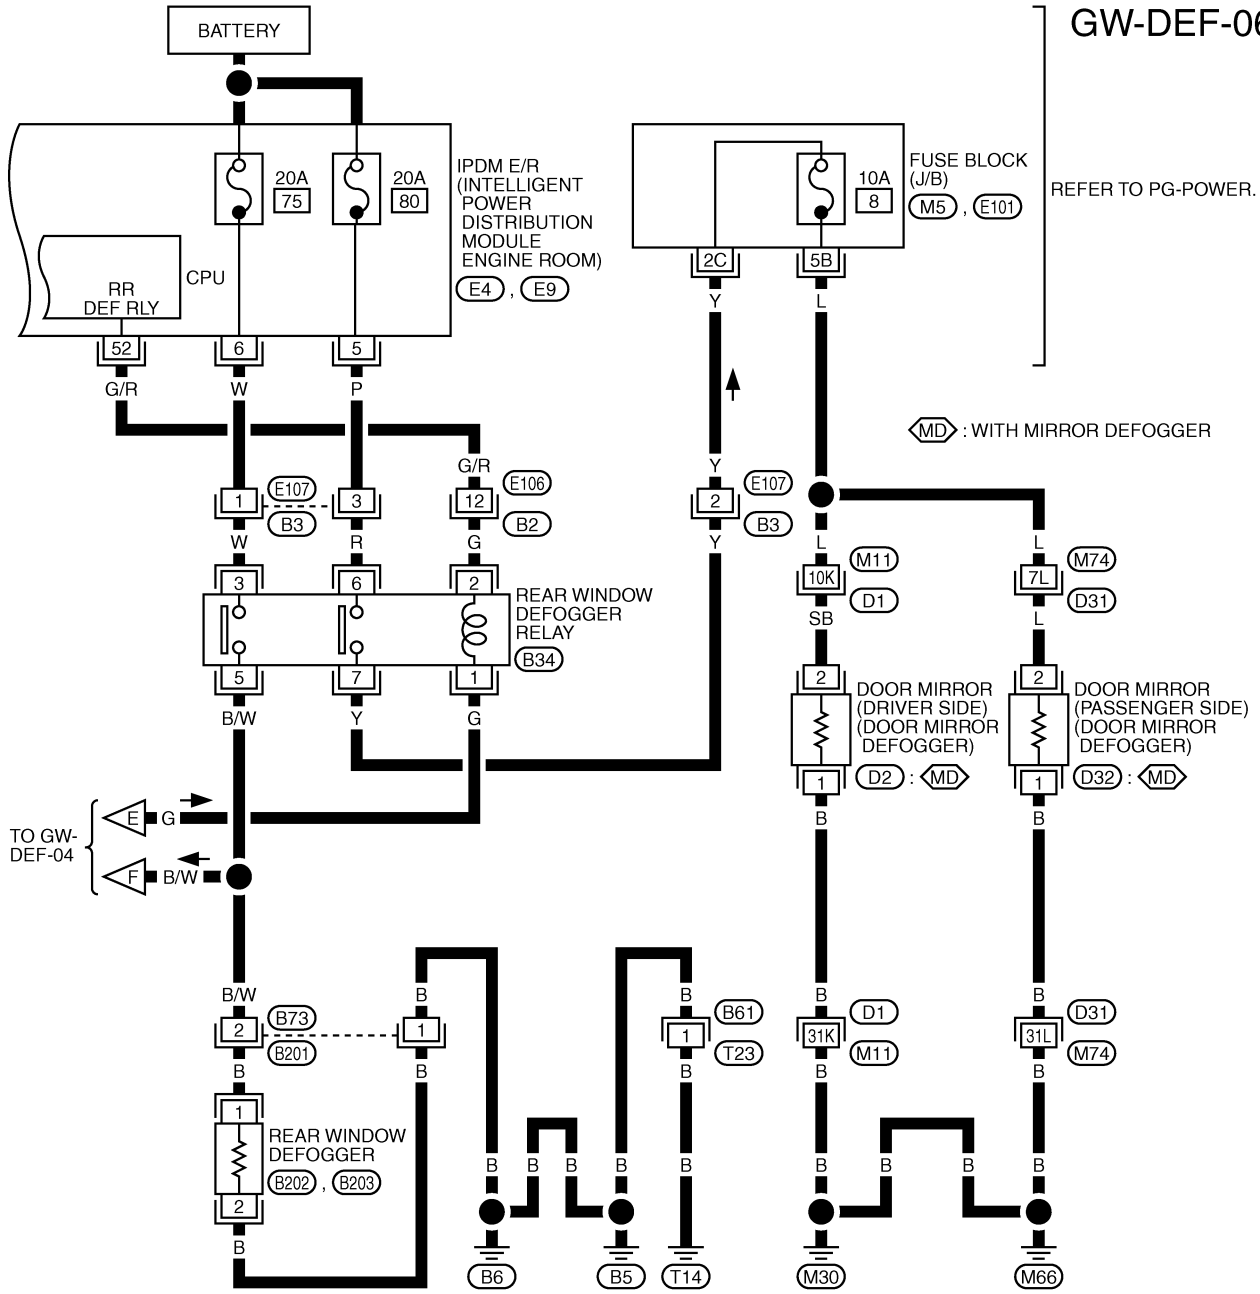 GW-DEF-06
BATTERY
20A
75
20A
80
IPDM E/R
(INTELLIGENT
POWER
DISTRIBUTION
MODULE
ENGINE ROOM)
E4 , E9
CPU
RR
DEF RLY
10A
8
FUSE BLOCK
(J/B)
M5 , E101
REFER TO PG-POWER.
52 6 5
2C 5B
G/R W P
Y L
MD : WITH MIRROR DEFOGGER
G/R Y
1 E107 3 12 E106 2 E107
B3 B2 B3
W R G Y
L L
10K M11 7L M74
D1 D31
SB L
3 6 2
REAR WINDOW
DEFOGGER
RELAY
B34
5 7 1
B/W Y G
2 2
DOOR MIRROR
(DRIVER SIDE)
(DOOR MIRROR
DEFOGGER)
D2 : MD
DOOR MIRROR
(PASSENGER SIDE)
(DOOR MIRROR
DEFOGGER)
D32 : MD
1 1
B B
TO GW-
DEF-04
E G
F B/W
B/W B B B B
2 B73 1 1 B61 31K D1 31L D31
B201 T23 M11 M74
B B B B B
1
REAR WINDOW
DEFOGGER
B202 , B203
2
B
B B B B B B B B B
B6 B5 T14 M30 M66